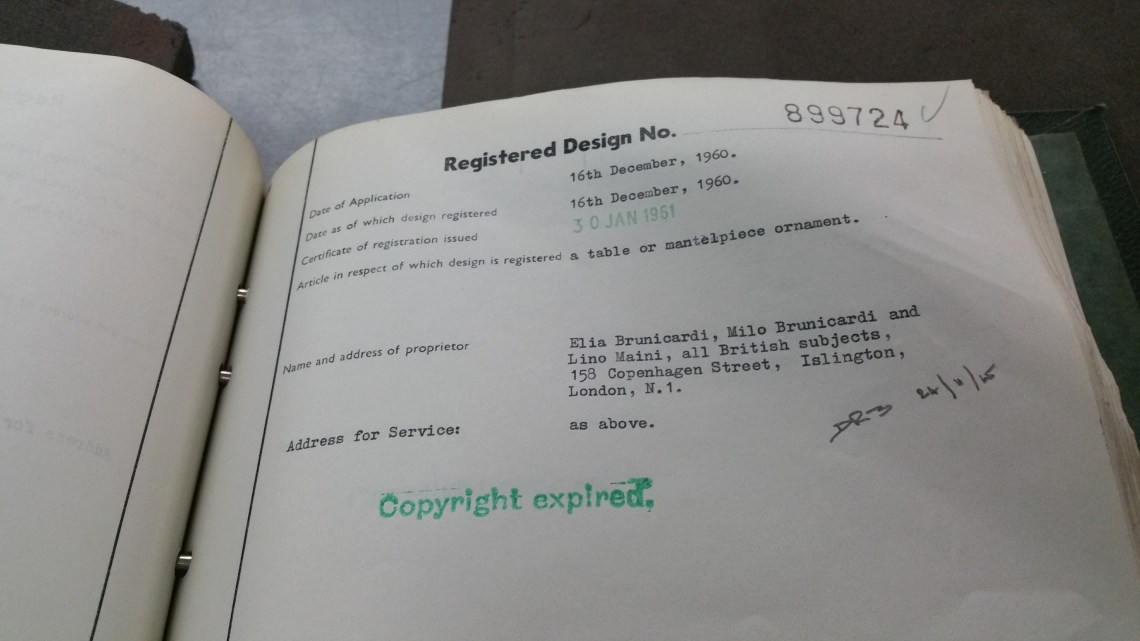 Registered Design No. 899724
Date of Application 16th December, 1960.
Date as of which design registered 16th December, 1960.
Certificate of registration issued 30 JAN 1961
Article in respect of which design is registered a table or mantelpiece ornament.
Name and address of proprietor Elia Brunicardi, Milo Brunicardi and
Lino Maini, all British subjects,
158 Copenhagen Street, Islington,
London, N.1.
Address for Service: as above.
Copyright expired.